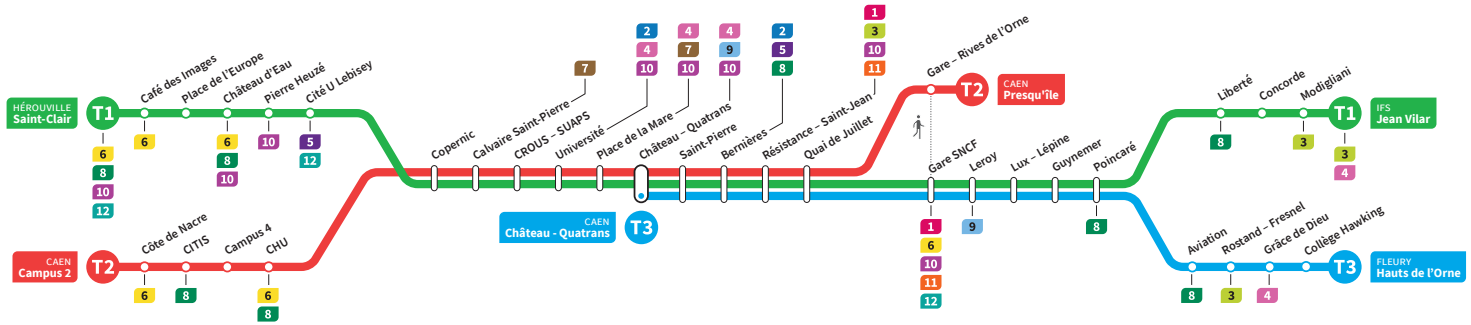 HÉROUVILLE
Saint-Clair
T1
6
8
10
12
Café des Images
6
Place de l'Europe
Château d'Eau
6
8
10
Pierre Heuzé
10
Cité U Lebisey
5
12
CAEN
Campus 2
T2
Côte de Nacre
6
CITIS
8
Campus 4
CHU
6
8
Copernic
Calvaire Saint-Pierre
7
CROUS – SUAPS
Université
2
4
10
Place de la Mare
4
7
10
Château – Quatrans
4
9
10
CAEN
Château - Quatrans
T3
Saint-Pierre
Bernières
2
5
8
Résistance – Saint-Jean
1
3
10
11
Quai de Juillet
Gare – Rives de l'Orne
T2
CAEN
Presqu'île
Gare SNCF
1
6
10
11
12
Leroy
9
Lux – Lépine
Guynemer
Poincaré
8
Liberté
8
Concorde
Modigliani
3
T1
3
4
IFS
Jean Vilar
Aviation
8
Rostand – Fresnel
3
Grâce de Dieu
4
Collège Hawking
T3
FLEURY
Hauts de l'Orne